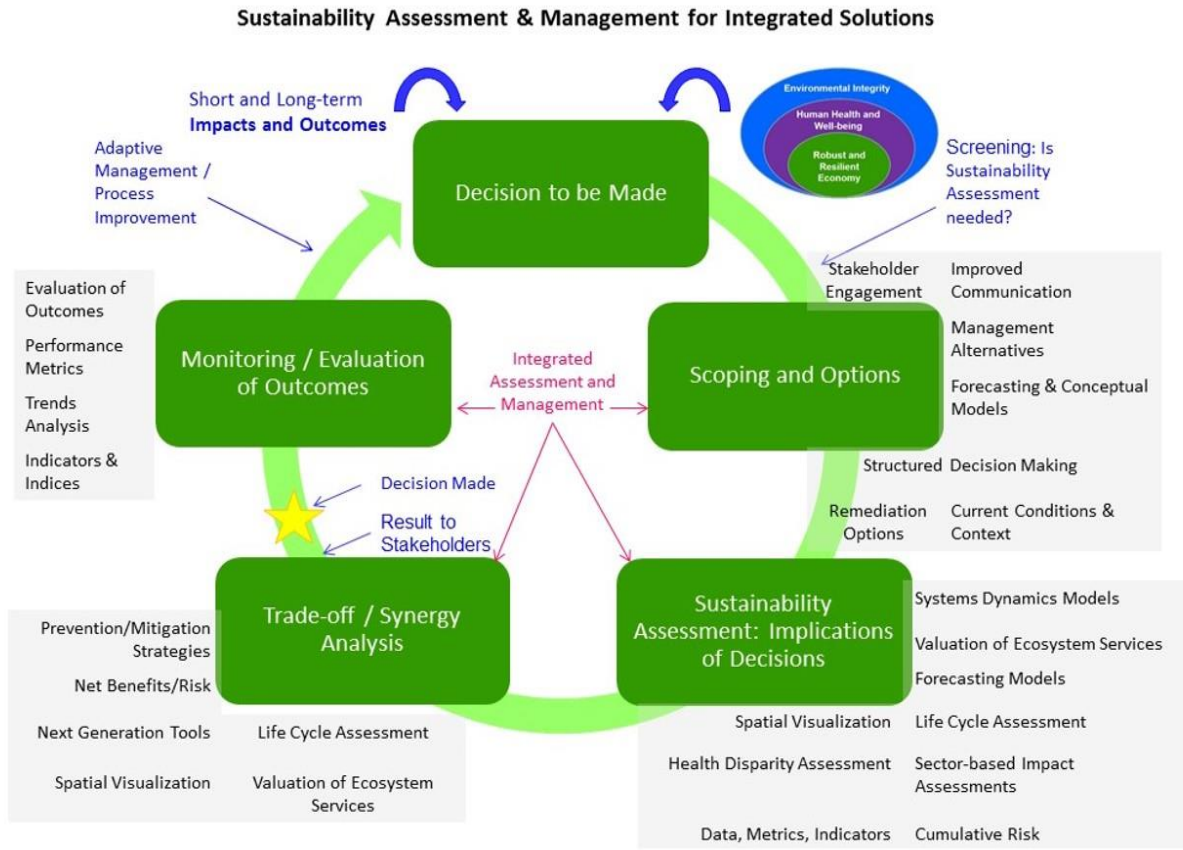 Sustainability Assessment & Management for Integrated Solutions
Short and Long-term
Impacts and Outcomes
Environmental Integrity
Human Health and
Well-being
Robust and
Resilient
Economy
Adaptive
Management /
Process
Improvement
Decision to be Made
Screening: Is
Sustainability
Assessment
needed?
Stakeholder
Engagement
Improved
Communication
Management
Alternatives
Forecasting & Conceptual
Models
Structured Decision Making
Remediation
Options
Current Conditions &
Context
Scoping and Options
Evaluation of
Outcomes
Performance
Metrics
Trends
Analysis
Indicators &
Indices
Monitoring / Evaluation
of Outcomes
Integrated
Assessment and
Management
Decision Made
Result to
Stakeholders
Trade-off / Synergy
Analysis
Prevention/Mitigation
Strategies
Net Benefits/Risk
Next Generation Tools
Life Cycle Assessment
Spatial Visualization
Valuation of Ecosystem
Services
Sustainability
Assessment: Implications
of Decisions
Systems Dynamics Models
Valuation of Ecosystem Services
Forecasting Models
Spatial Visualization
Life Cycle Assessment
Health Disparity Assessment
Sector-based Impact
Assessments
Data, Metrics, Indicators
Cumulative Risk